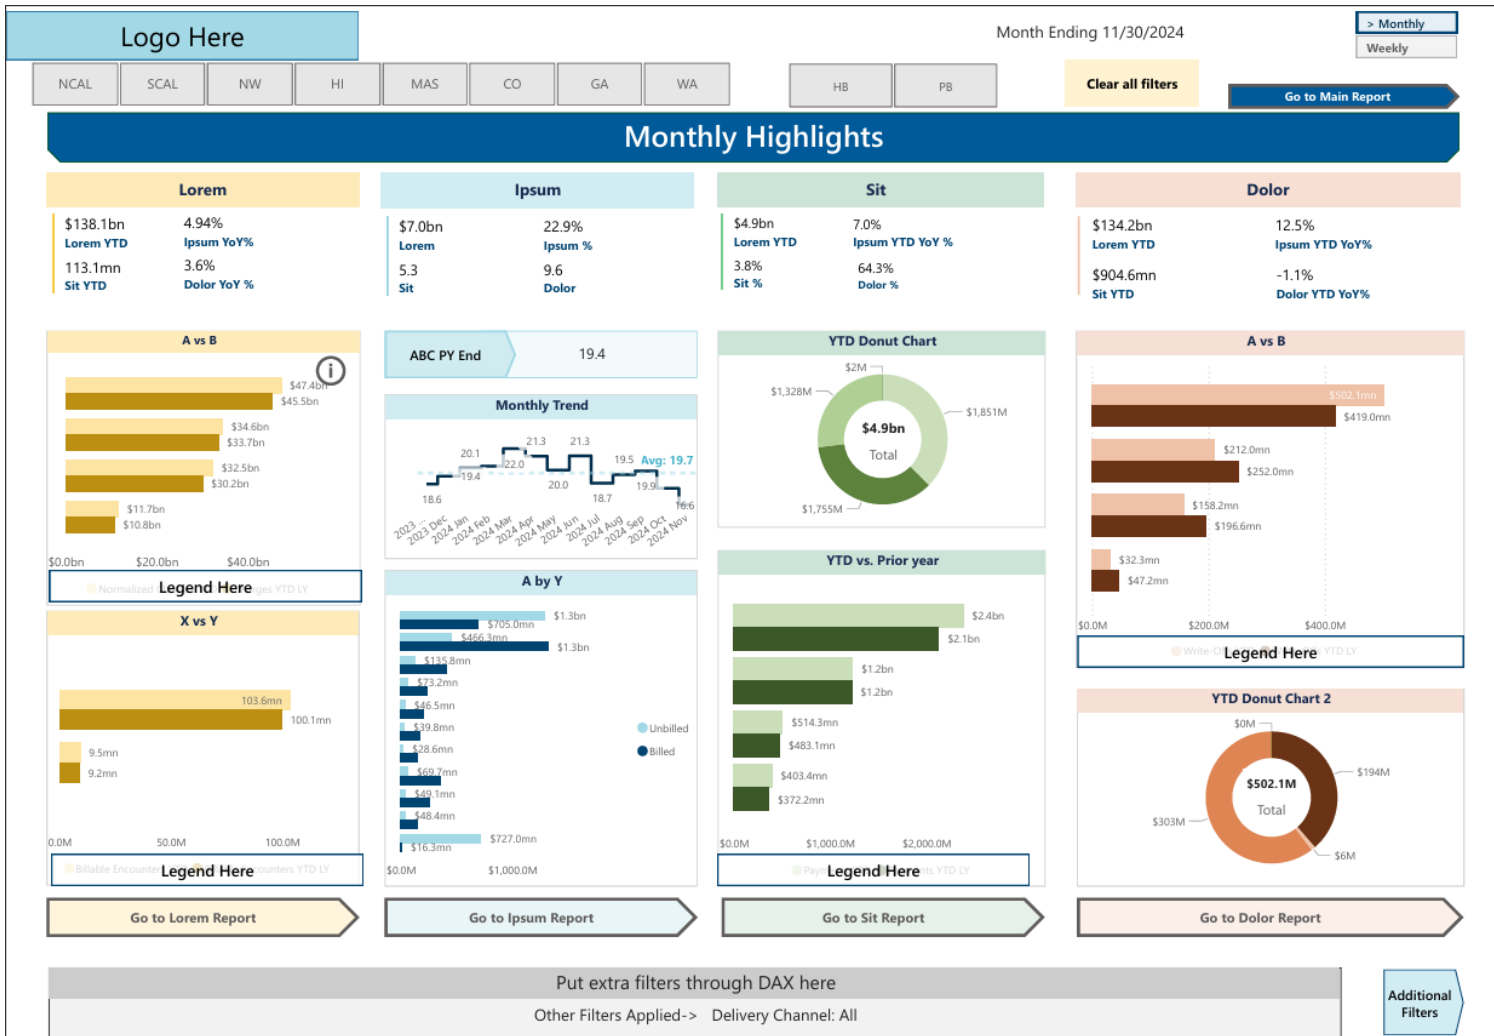 Logo Here
Month Ending 11/30/2024
> Monthly
Weekly
NCAL SCAL NW HI MAS CO GA WA HB PB
Clear all filters
Go to Main Report
Monthly Highlights
Lorem
$138.1bn 4.94%
Lorem YTD Ipsum YoY%
113.1mn 3.6%
Sit YTD Dolor YoY %
Ipsum
$7.0bn 22.9%
Lorem Ipsum %
5.3 9.6
Sit Dolor
Sit
$4.9bn 7.0%
Lorem YTD Ipsum YTD YoY %
3.8% 64.3%
Sit % Dolor %
Dolor
$134.2bn 12.5%
Lorem YTD Ipsum YTD YoY%
$904.6mn -1.1%
Sit YTD Dolor YTD YoY%
A vs B
$47.4bn
$45.5bn
$34.6bn
$33.7bn
$32.5bn
$30.2bn
$11.7bn
$10.8bn
$0.0bn $20.0bn $40.0bn
Normalized Legend Here YTD LY
X vs Y
103.6mn
100.1mn
9.5mn
9.2mn
0.0M 50.0M 100.0M
Billable Legend Here YTD LY
Go to Lorem Report
ABC PY End 19.4
Monthly Trend
18.6 20.1 19.4 22.0 21.3 20.0 21.3 18.7 19.5 19.9 16.6
Avg: 19.7
2023 ... 2023 Dec 2024 Jan 2024 Feb 2024 Mar 2024 Apr 2024 May 2024 Jun 2024 Jul 2024 Aug 2024 Sep 2024 Oct 2024 Nov
A by Y
$1.3bn
$705.0mn
$466.3mn
$1.3bn
$135.8mn
$73.2mn
$46.5mn
$39.8mn
$28.6mn
$69.7mn
$49.1mn
$48.4mn
$727.0mn
$16.3mn
$0.0M $1,000.0M
Unbilled
Billed
Go to Ipsum Report
YTD Donut Chart
$2M
$1,328M
$1,851M
$4.9bn
Total
$1,755M
YTD vs. Prior year
$2.4bn
$2.1bn
$1.2bn
$1.2bn
$514.3mn
$483.1mn
$403.4mn
$372.2mn
$0.0M $1,000.0M $2,000.0M
Legend Here YTD LY
Go to Sit Report
A vs B
$502.1mn
$419.0mn
$212.0mn
$252.0mn
$158.2mn
$196.6mn
$32.3mn
$47.2mn
$0.0M $200.0M $400.0M
Legend Here YTD LY
YTD Donut Chart 2
$0M
$194M
$502.1M
Total
$303M
$6M
Go to Dolor Report
Put extra filters through DAX here
Other Filters Applied-> Delivery Channel: All
Additional
Filters